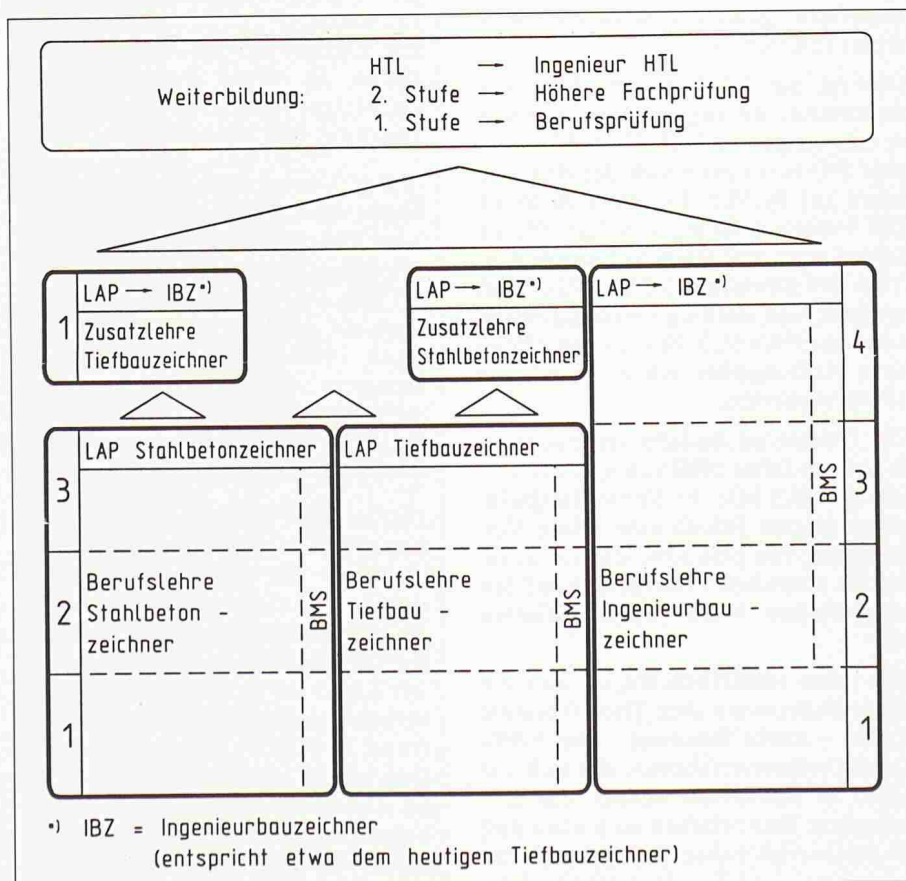 HTL → Ingenieur HTL
Weiterbildung: 2. Stufe → Höhere Fachprüfung
1. Stufe → Berufsprüfung
1
LAP → IBZ*)
Zusatzlehre
Tiefbauzeichner
LAP → IBZ*)
Zusatzlehre
Stahlbetonzeichner
LAP → IBZ*)
4
3
LAP Stahlbetonzeichner
LAP Tiefbauzeichner
3
BMS
2
Berufslehre
Stahlbeton -
zeichner
BMS
Berufslehre
Tiefbau -
zeichner
BMS
Berufslehre
Ingenieurbau -
zeichner
2
1
1
*) IBZ = Ingenieurbauzeichner
(entspricht etwa dem heutigen Tiefbauzeichner)